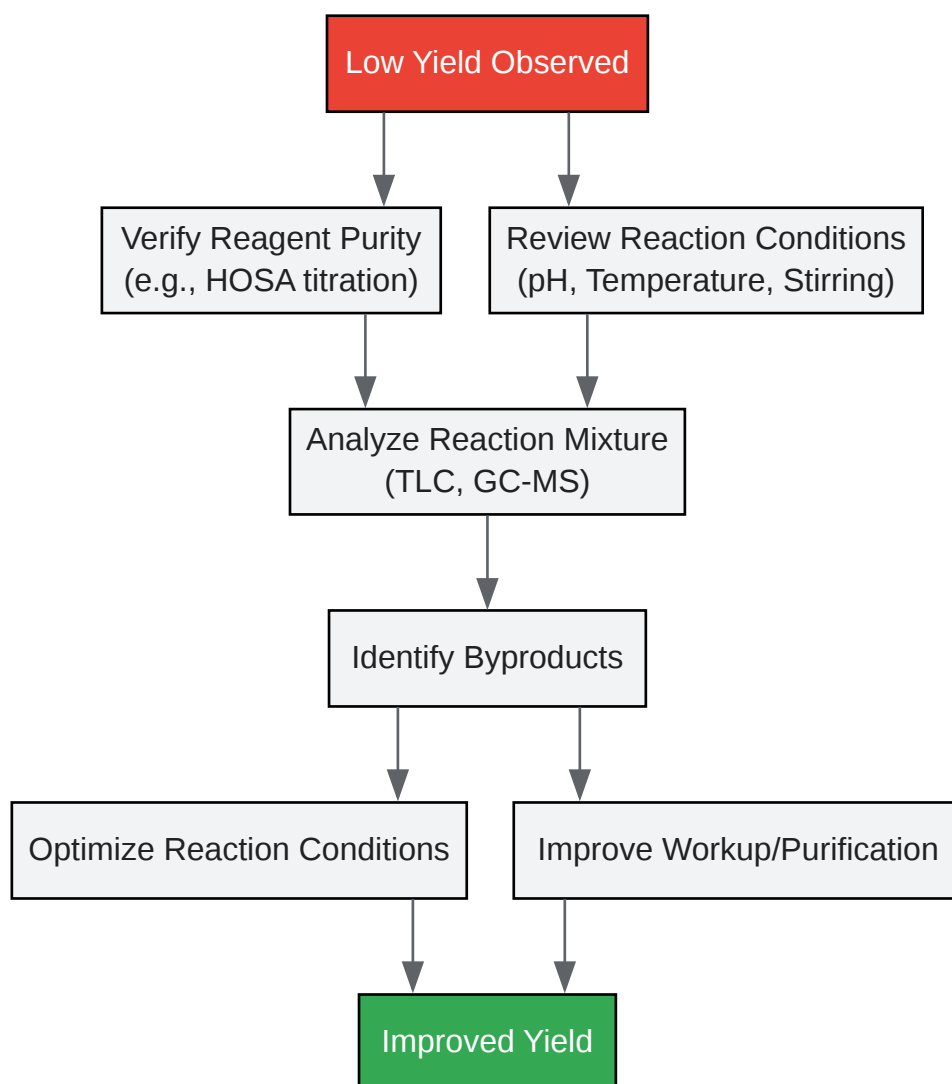 Low Yield Observed
Verify Reagent Purity
(e.g., HOSA titration)
Review Reaction Conditions
(pH, Temperature, Stirring)
Analyze Reaction Mixture
(TLC, GC-MS)
Identify Byproducts
Optimize Reaction Conditions
Improve Workup/Purification
Improved Yield